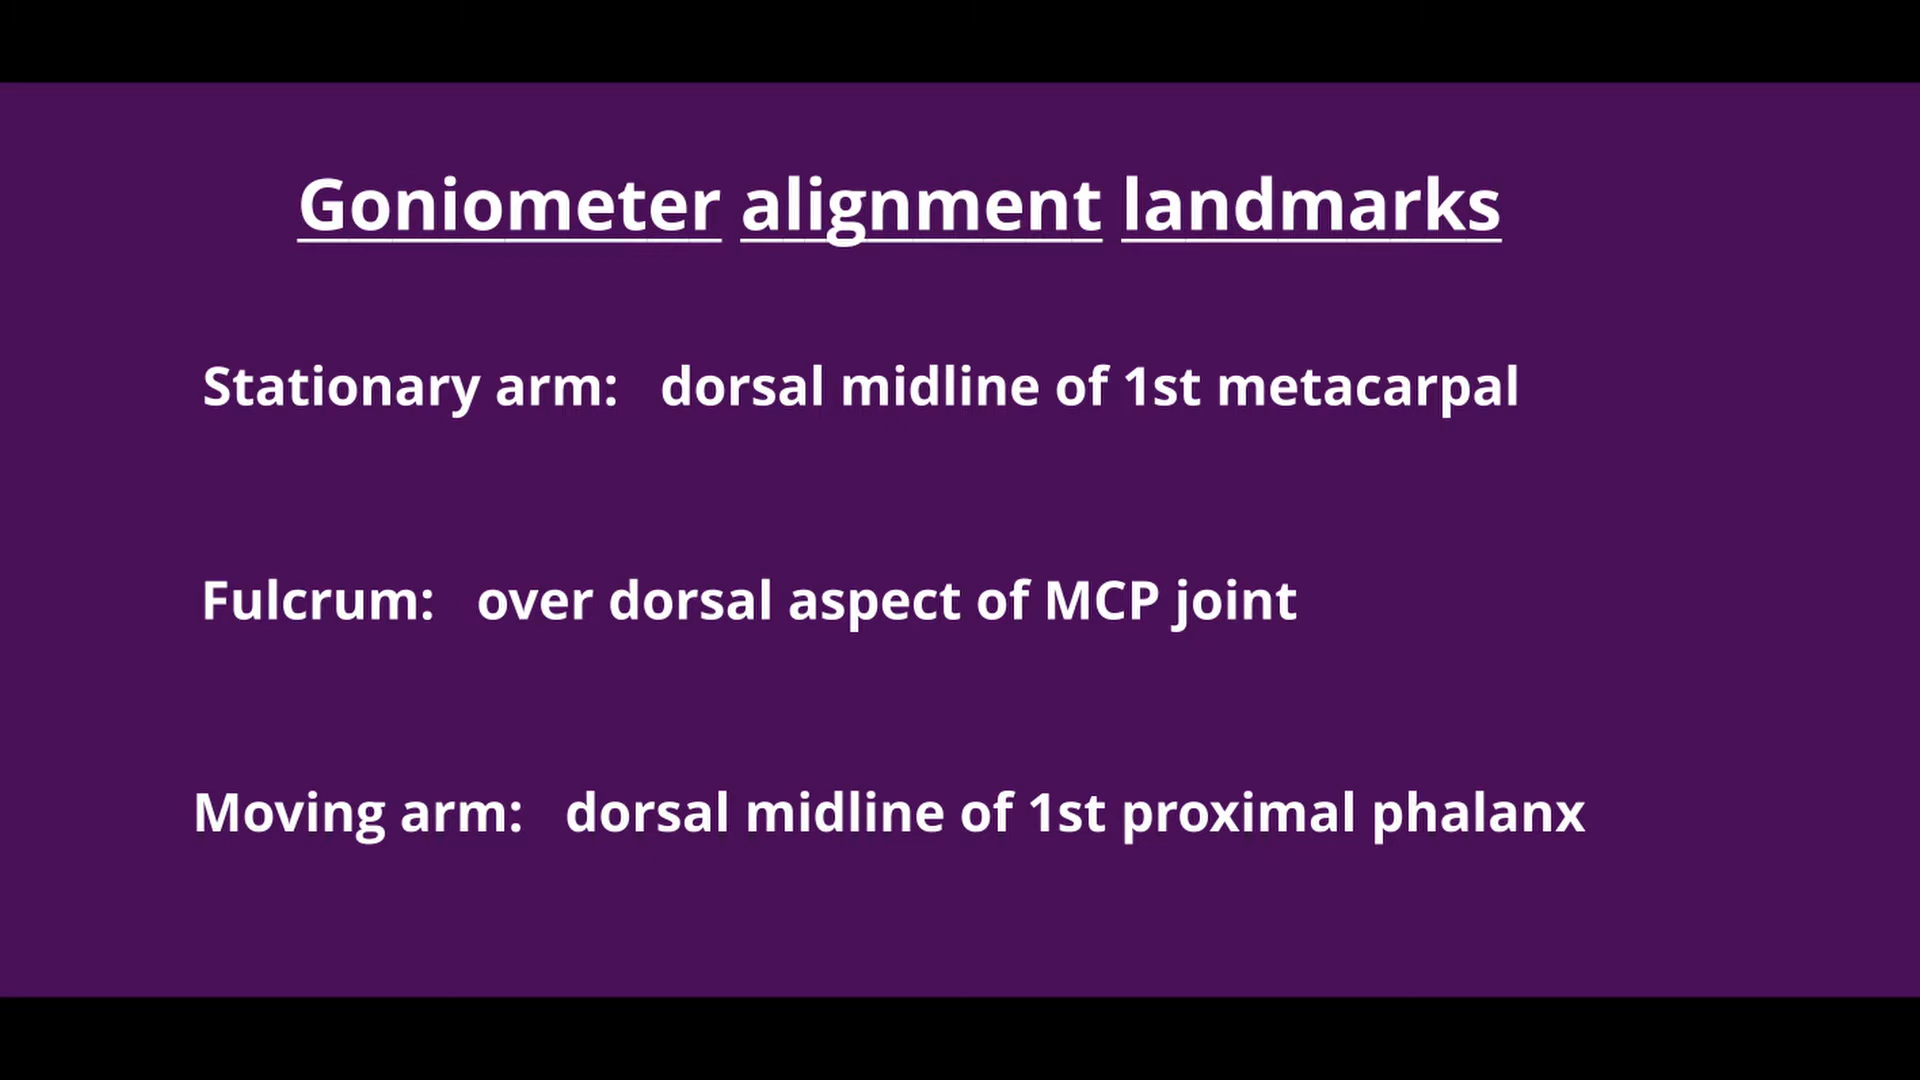 Goniometer alignment landmarks
Stationary arm: dorsal midline of 1st metacarpal
Fulcrum: over dorsal aspect of MCP joint
Moving arm: dorsal midline of 1st proximal phalanx